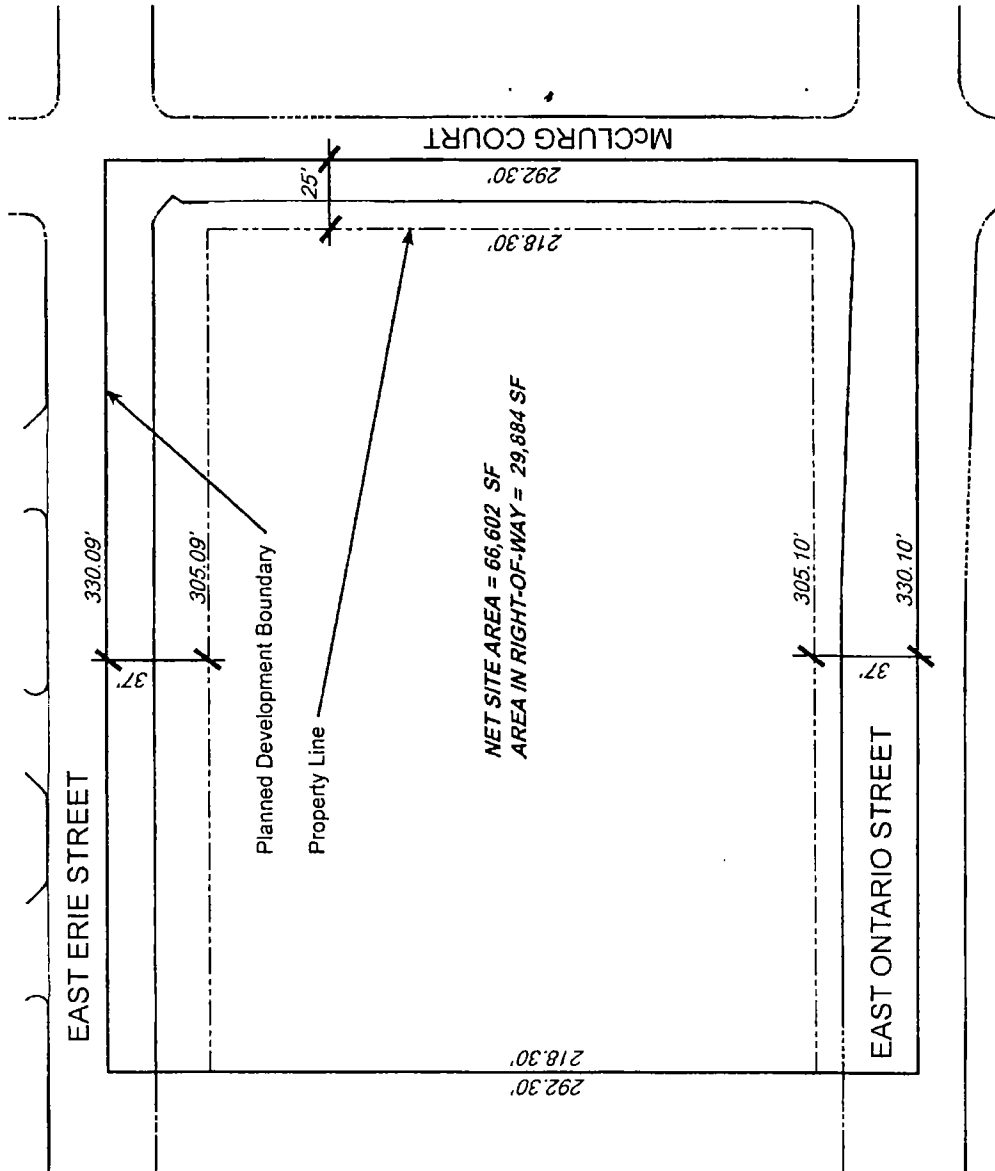 EAST ERIE STREET
330.09'
305.09'
37'
Planned Development Boundary
Property Line
McCLURG COURT
292.30'
25'
218.30'
NET SITE AREA = 66,602 SF
AREA IN RIGHT-OF-WAY = 29,884 SF
218.30'
292.30'
305.10'
330.10'
37'
EAST ONTARIO STREET